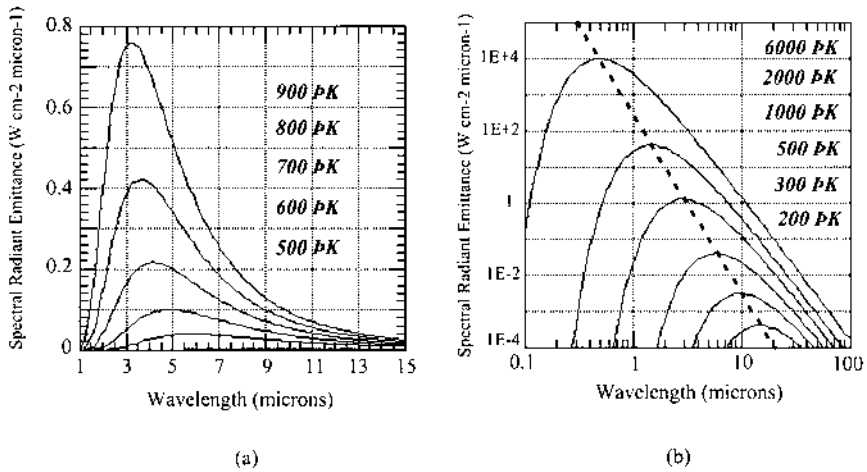 Spectral Radiant Emittance (W cm-2 micron-1)
0.8
0.6
0.4
0.2
0
900 ÞK
800 ÞK
700 ÞK
600 ÞK
500 ÞK
1 3 5 7 9 11 13 15
Wavelength (microns)
(a)
Spectral Radiant Emittance (W cm-2 micron-1)
1E+4
1E+2
1
1E-2
1E-4
6000 ÞK
2000 ÞK
1000 ÞK
500 ÞK
300 ÞK
200 ÞK
0.1 1 10 100
Wavelength (microns)
(b)